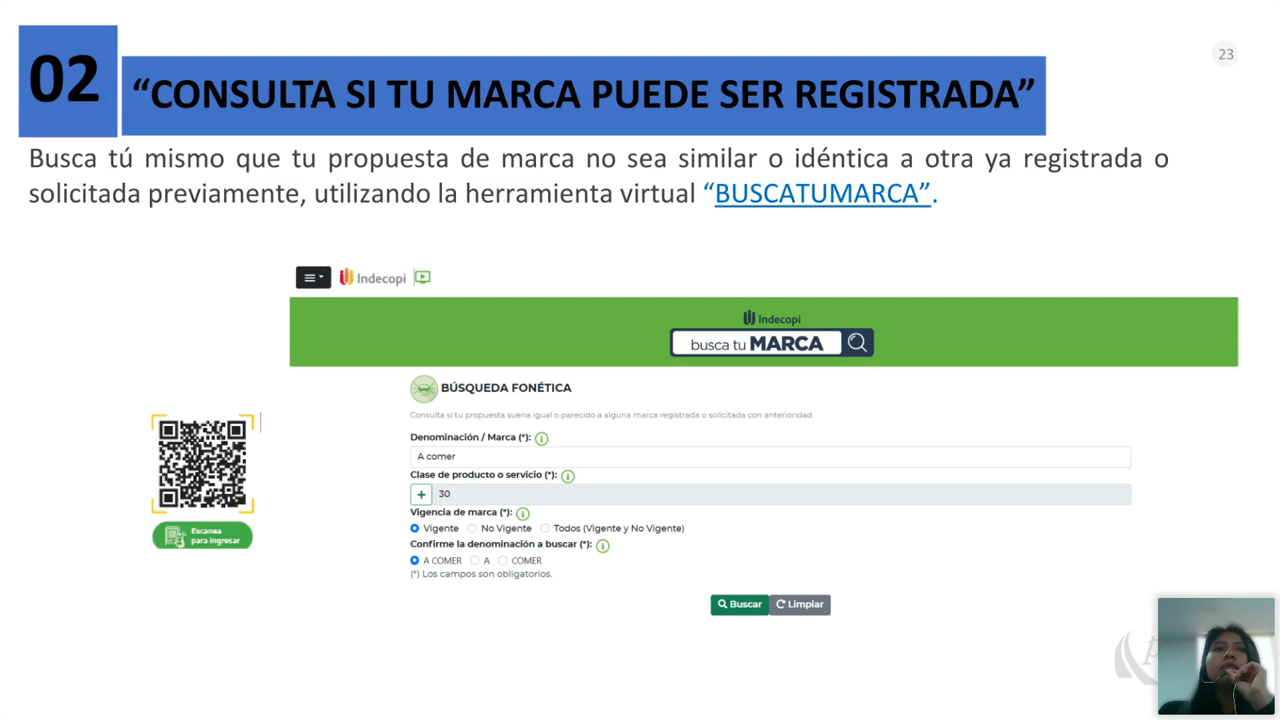 23
02
“CONSULTA SI TU MARCA PUEDE SER REGISTRADA”
Busca tú mismo que tu propuesta de marca no sea similar o idéntica a otra ya registrada o
solicitada previamente, utilizando la herramienta virtual “BUSCATUMARCA”.
Indecopi
Indecopi
busca tu MARCA
BÚSQUEDA FONÉTICA
Consulta si tu propuesta suena igual o parecido a alguna marca registrada o solicitada con anterioridad.
Denominación / Marca (*):
A comer
Clase de producto o servicio (*):
+ 30
Vigencia de marca (*):
Vigente No Vigente Todos (Vigente y No Vigente)
Confirme la denominación a buscar (*):
A COMER A COMER
(*) Los campos son obligatorios.
Buscar Limpiar
Escanea
para ingresar